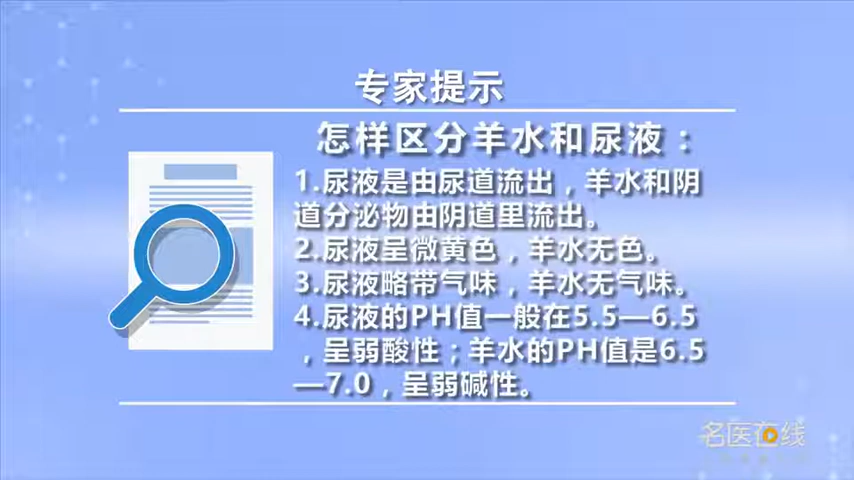 专家提示
怎样区分羊水和尿液：
1.尿液是由尿道流出，羊水和阴
道分泌物由阴道里流出。
2.尿液呈微黄色，羊水无色。
3.尿液略带气味，羊水无气味。
4.尿液的PH值一般在5.5—6.5
，呈弱酸性；羊水的PH值是6.5
—7.0，呈弱碱性。
名医在线